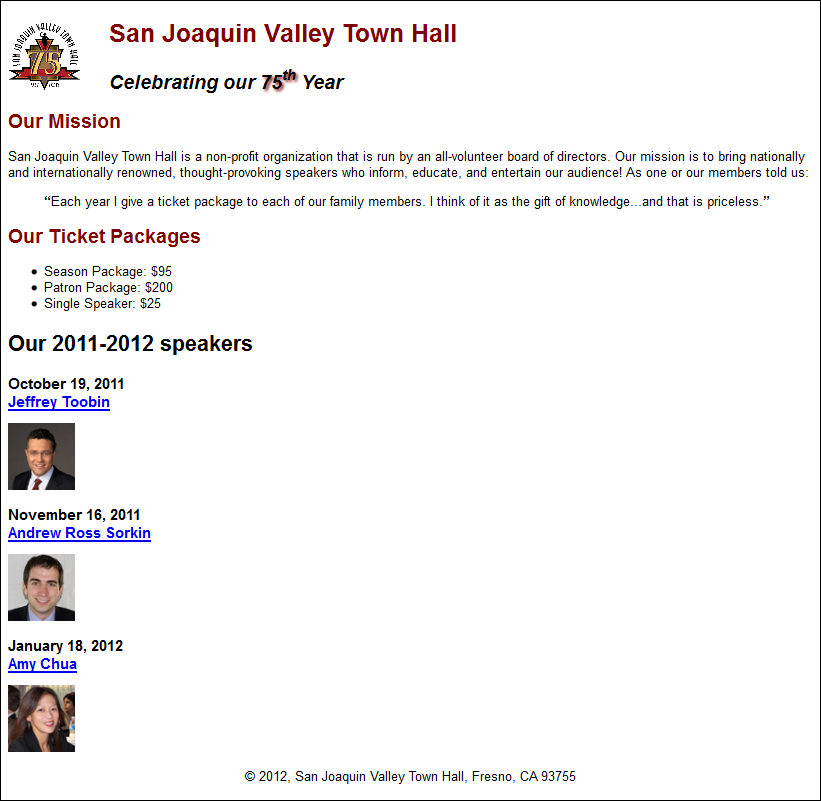 SAN JOAQUIN VALLEY TOWN HALL
75
San Joaquin Valley Town Hall
Celebrating our 75th Year
Our Mission
San Joaquin Valley Town Hall is a non-profit organization that is run by an all-volunteer board of directors. Our mission is to bring nationally
and internationally renowned, thought-provoking speakers who inform, educate, and entertain our audience! As one or our members told us:
“Each year I give a ticket package to each of our family members. I think of it as the gift of knowledge...and that is priceless.”
Our Ticket Packages
• Season Package: $95
• Patron Package: $200
• Single Speaker: $25
Our 2011-2012 speakers
October 19, 2011
Jeffrey Toobin
November 16, 2011
Andrew Ross Sorkin
January 18, 2012
Amy Chua
© 2012, San Joaquin Valley Town Hall, Fresno, CA 93755